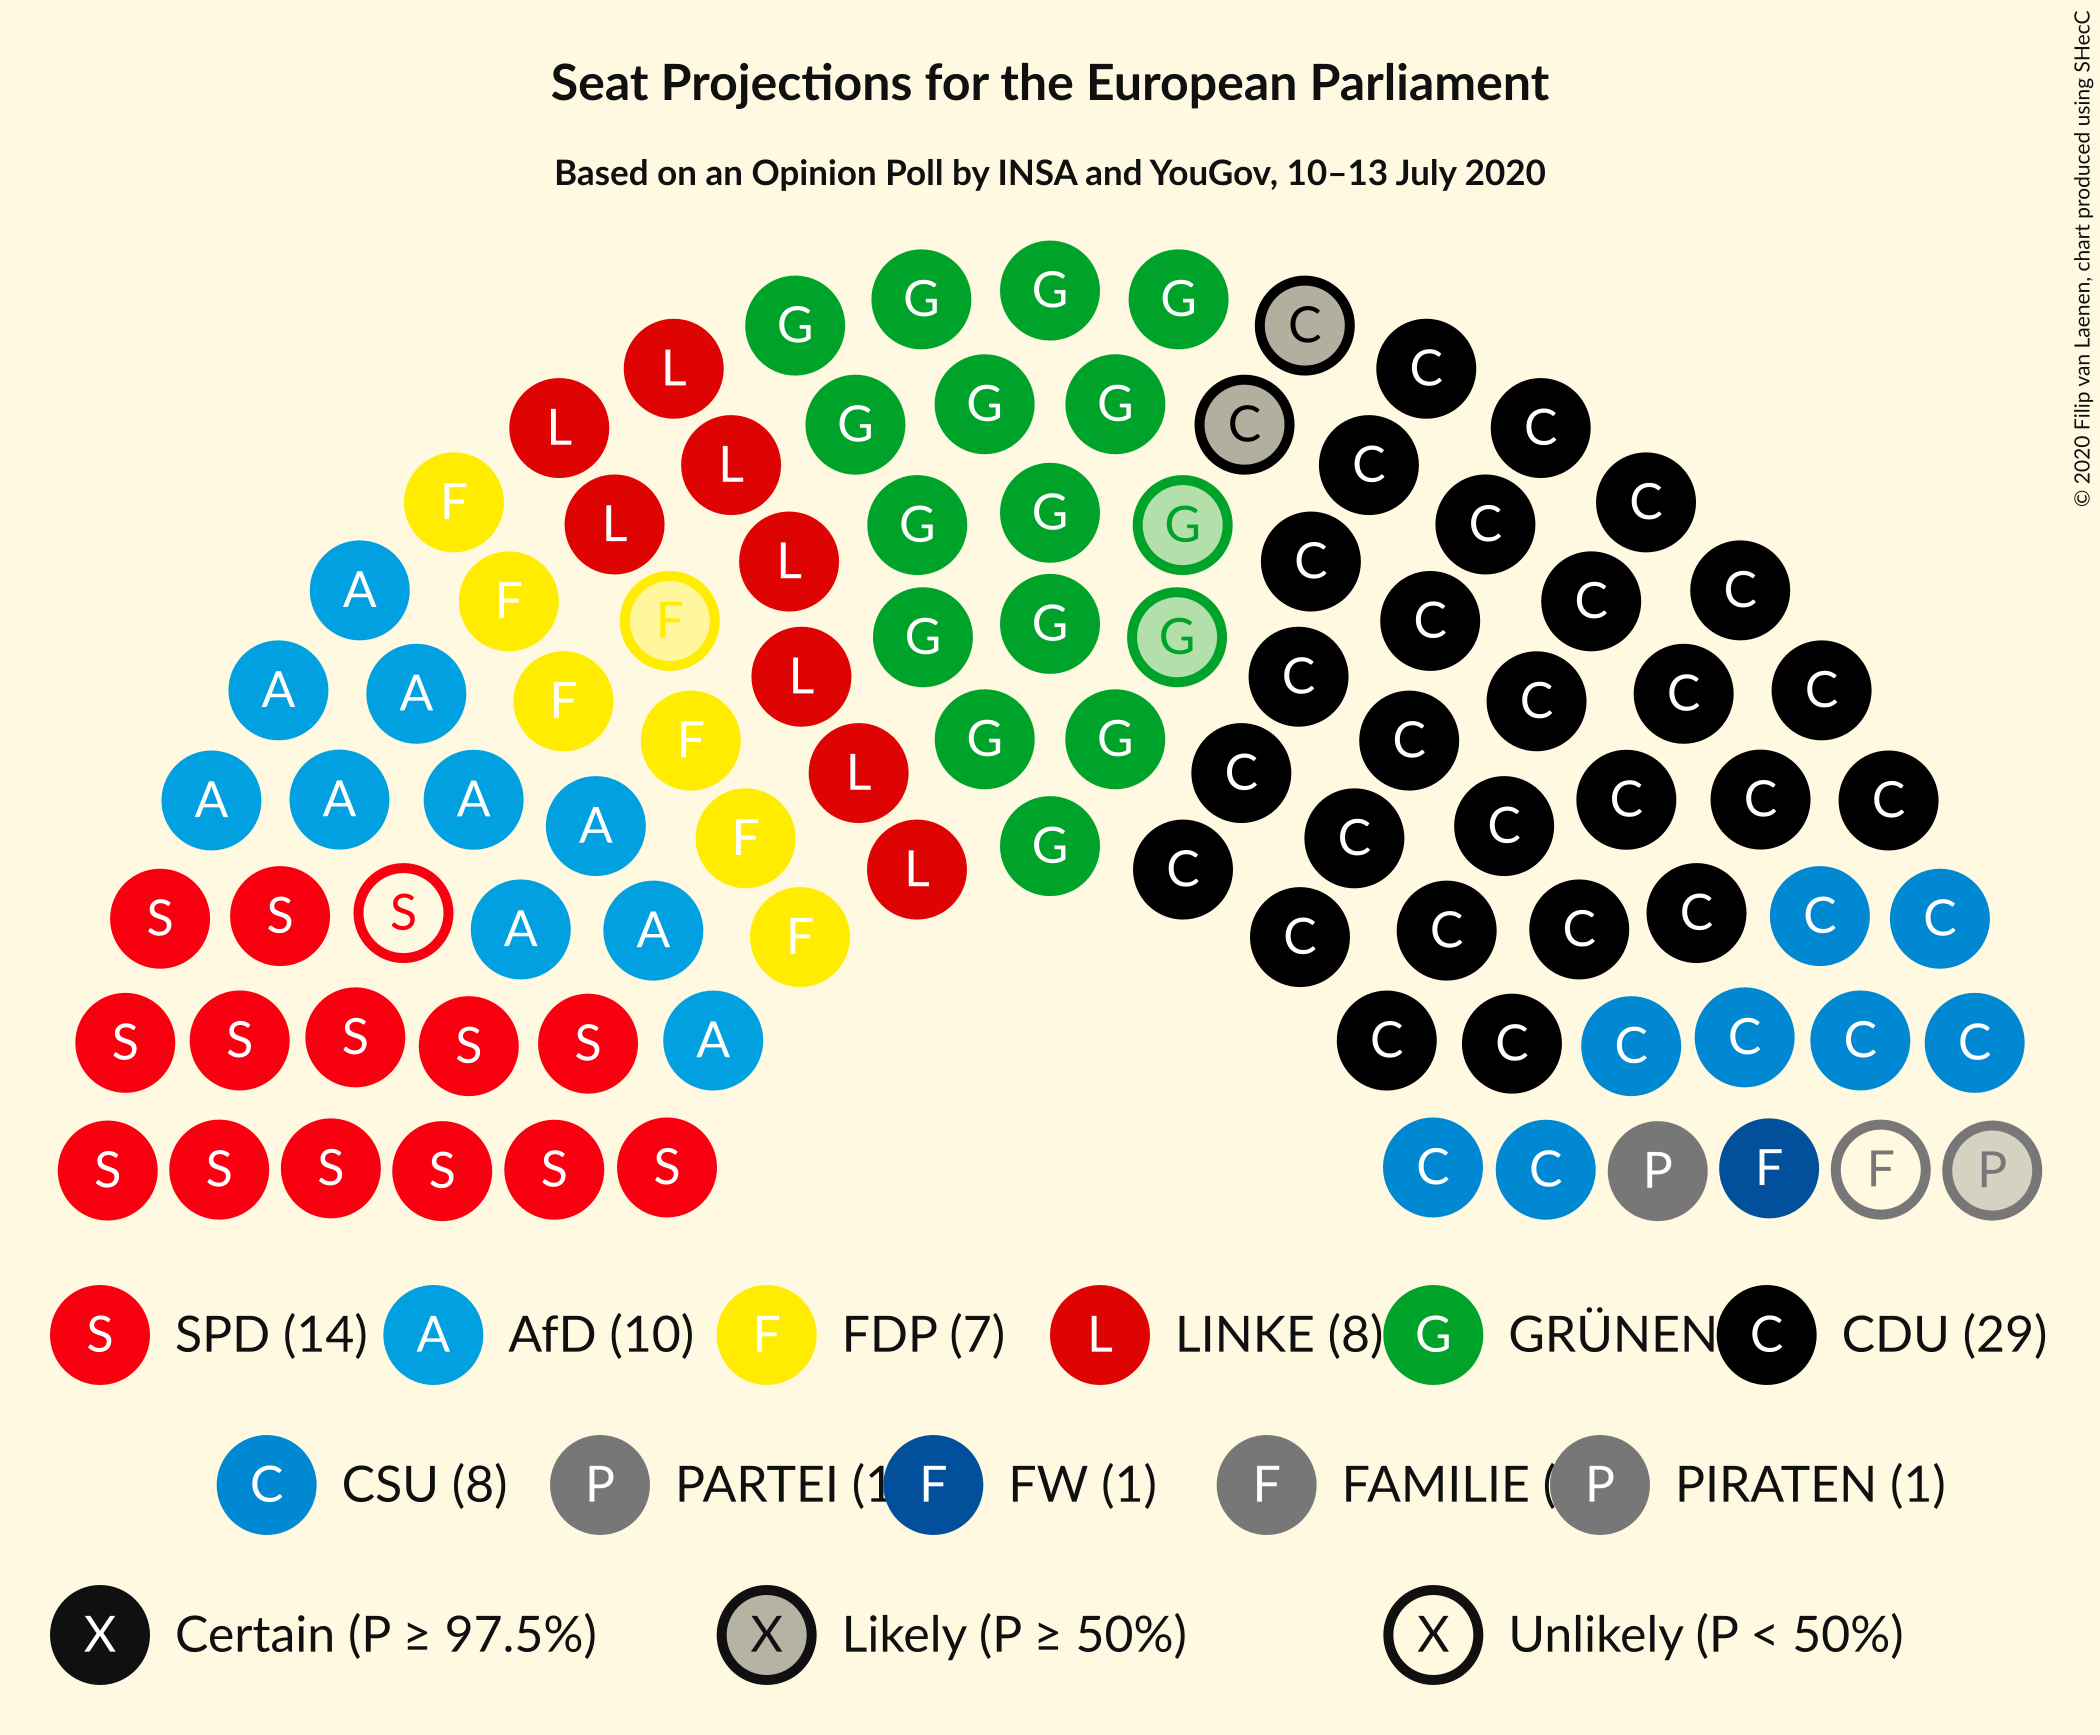 Seat Projections for the European Parliament
Based on an Opinion Poll by INSA and YouGov, 10–13 July 2020
© 2020 Filip van Laenen, chart produced using SHecC
G G G G C
L G G G C C
L L G G G C C C
F L L G G G C C C C
A F F L G G C C C C C
A A F F L G C C C C C C
A A A A F L C C C C C C C
S S S A A F C C C C C C
S S S S S A C C C C C C
S S S S S S C C P F F P
S SPD (14) A AfD (10) F FDP (7) L LINKE (8) G GRÜNEN C CDU (29)
C CSU (8) P PARTEI (1 F FW (1) F FAMILIE ( P PIRATEN (1)
X Certain (P ≥ 97.5%) X Likely (P ≥ 50%) X Unlikely (P < 50%)